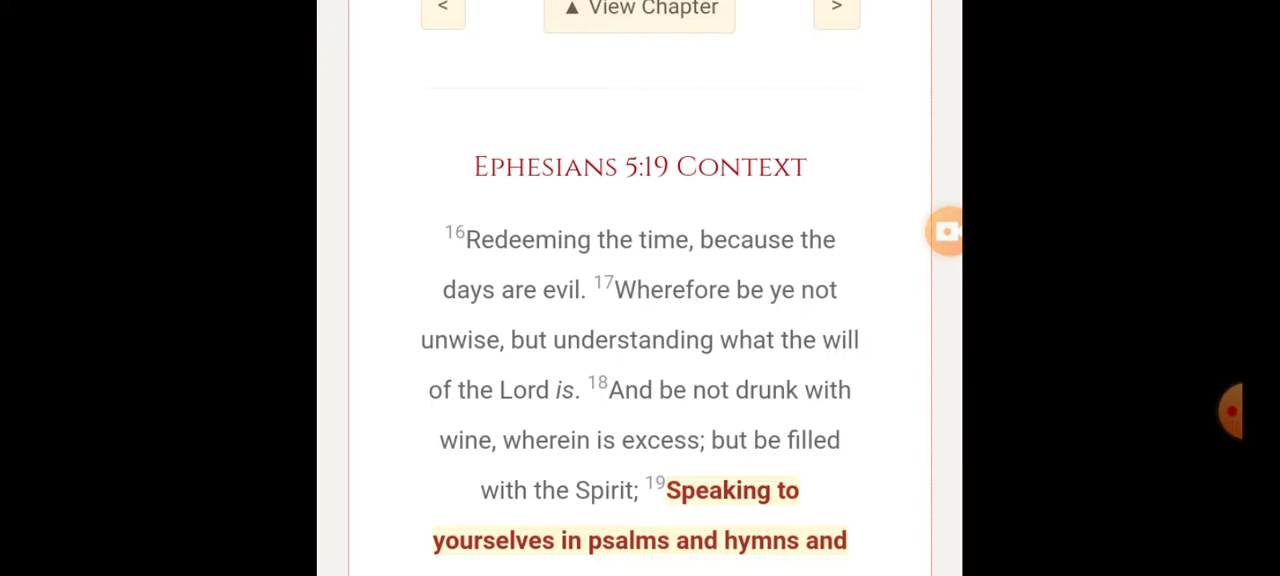 < ▲ View Chapter >
Ephesians 5:19 Context
16Redeeming the time, because the
days are evil. 17Wherefore be ye not
unwise, but understanding what the will
of the Lord is. 18And be not drunk with
wine, wherein is excess; but be filled
with the Spirit; 19Speaking to
yourselves in psalms and hymns and